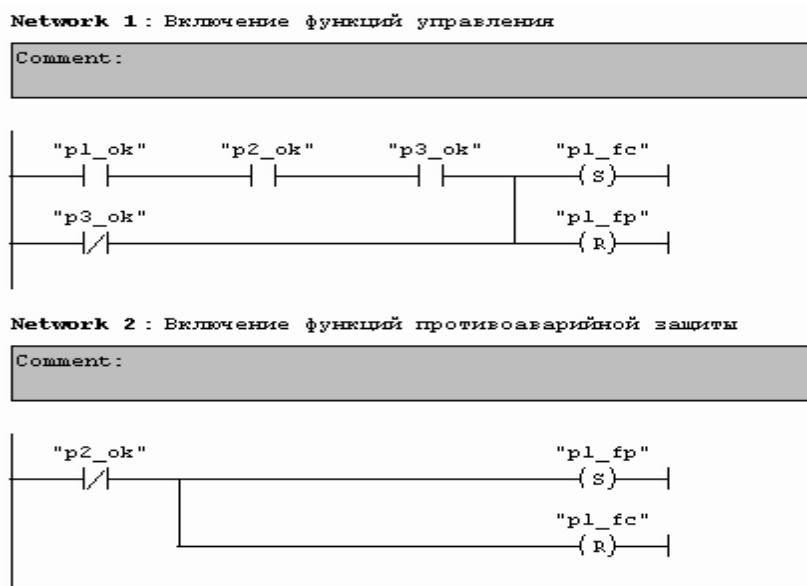 Network 1 : Включение функций управления
Comment:
"p1_ok" "p2_ok" "p3_ok" "p1_fc"
S
"p3_ok" "p1_fp"
R
Network 2 : Включение функций противоаварийной защиты
Comment:
"p2_ok" "p1_fp"
S
"p1_fc"
R